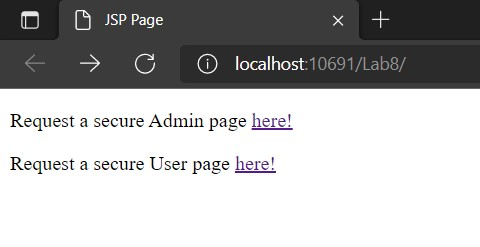 JSP Page
localhost:10691/Lab8/
Request a secure Admin page here!
Request a secure User page here!